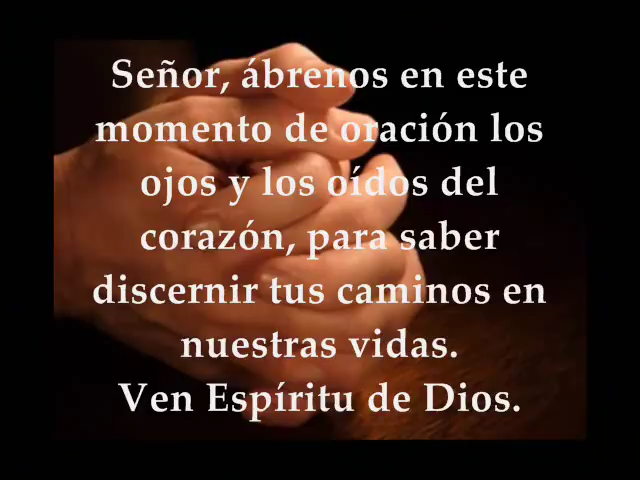 Señor, ábrenos en este
momento de oración los
ojos y los oídos del
corazón, para saber
discernir tus caminos en
nuestras vidas.
Ven Espíritu de Dios.